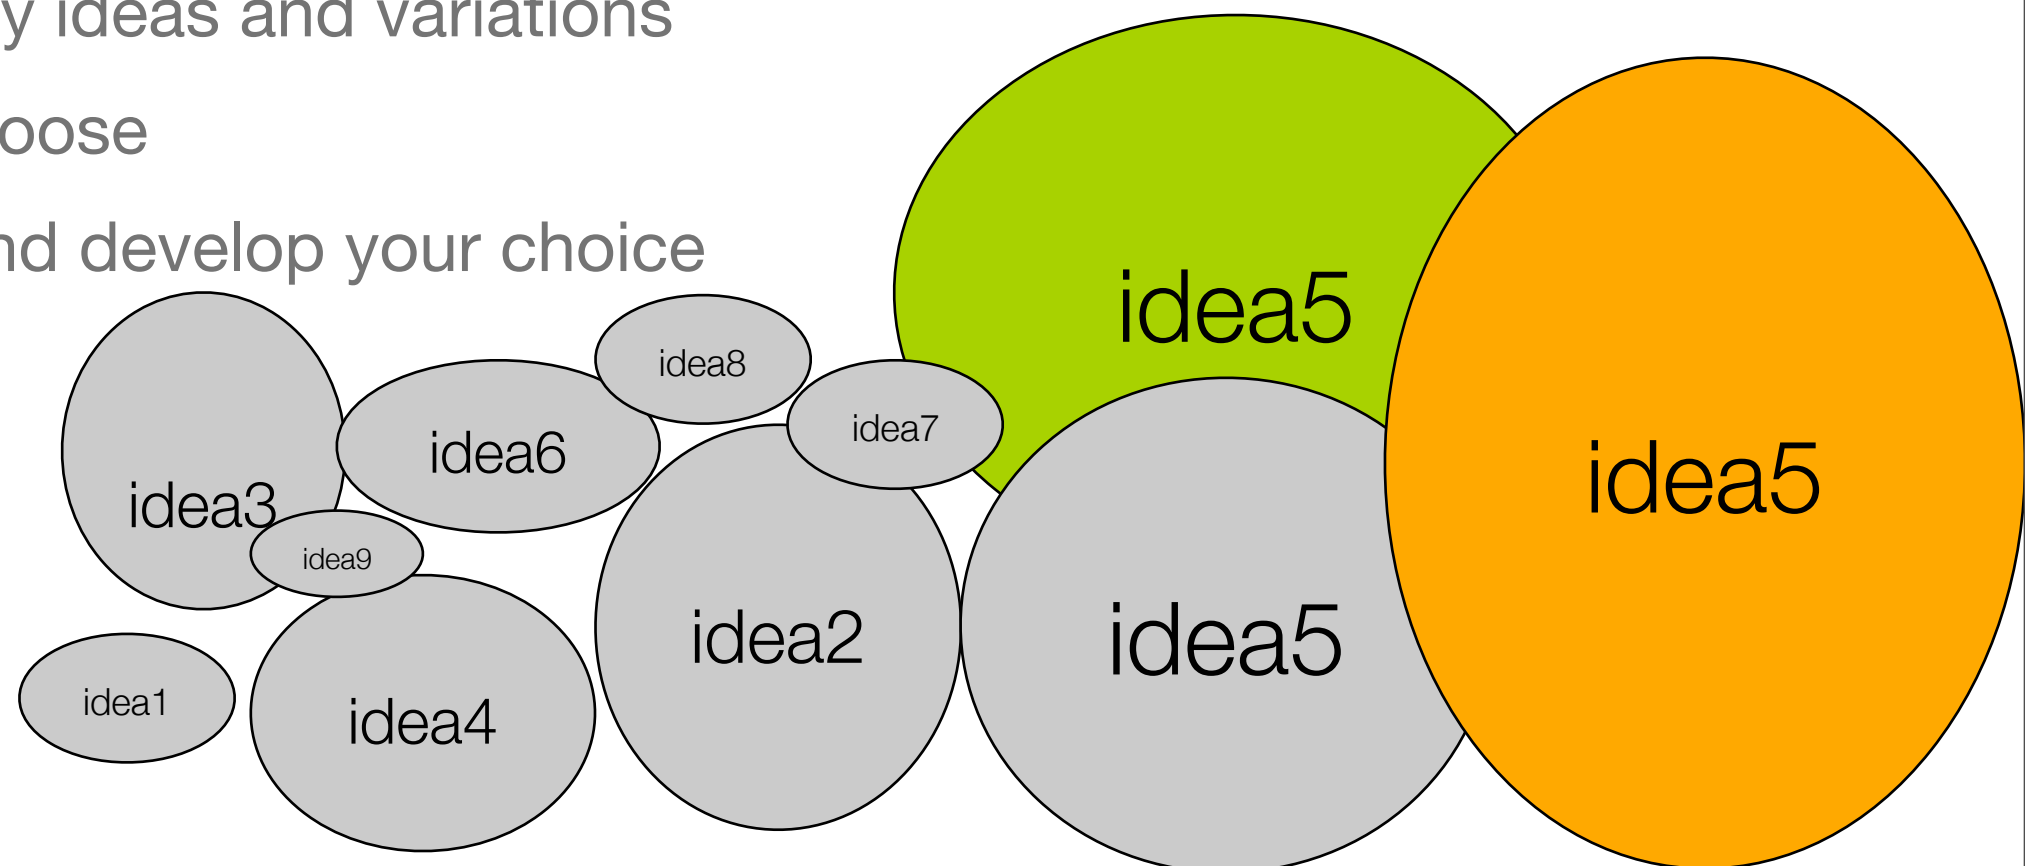 y ideas and variations
oose
nd develop your choice
idea5
idea8
idea7
idea6
idea3
idea5
idea9
idea2
idea5
idea1
idea4